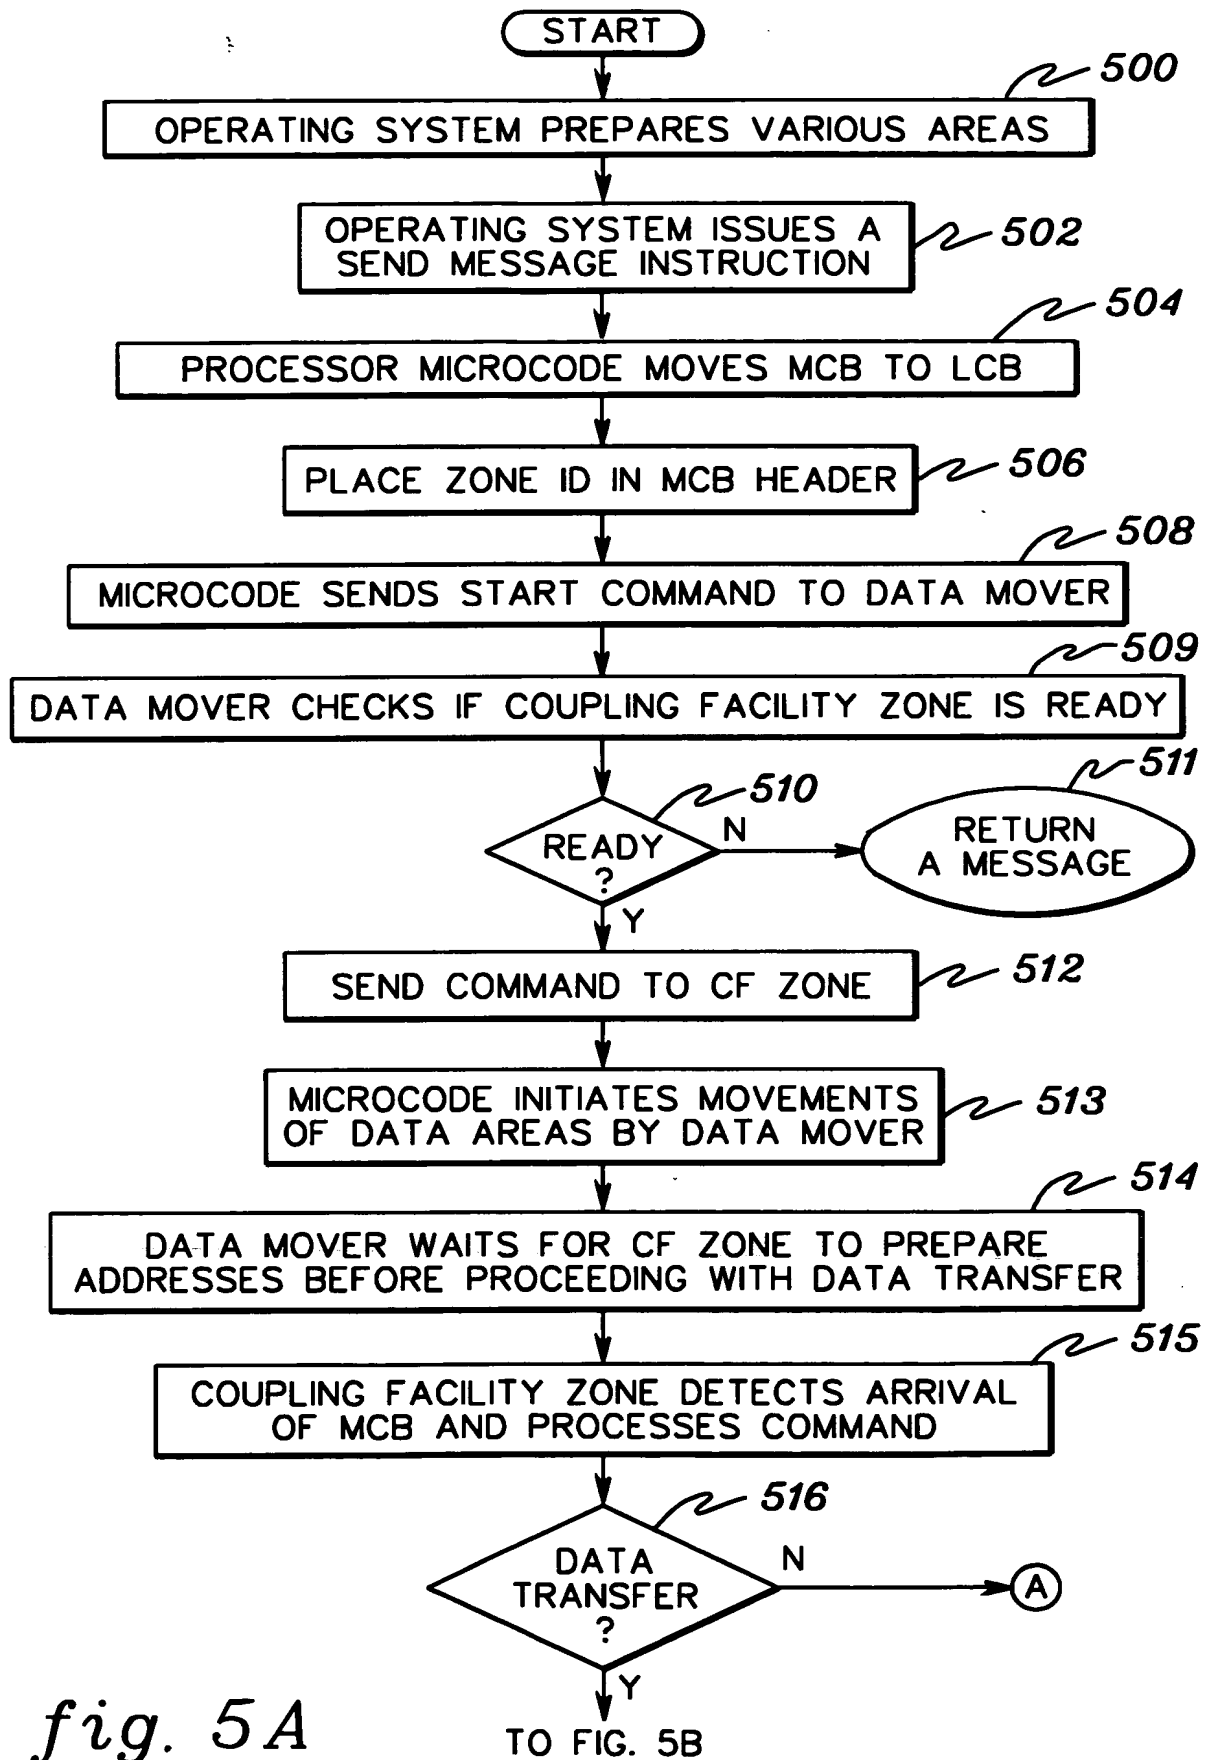 START
500
OPERATING SYSTEM PREPARES VARIOUS AREAS
OPERATING SYSTEM ISSUES A
SEND MESSAGE INSTRUCTION
502
504
PROCESSOR MICROCODE MOVES MCB TO LCB
PLACE ZONE ID IN MCB HEADER
506
508
MICROCODE SENDS START COMMAND TO DATA MOVER
509
DATA MOVER CHECKS IF COUPLING FACILITY ZONE IS READY
510
511
READY
?
N
RETURN
A MESSAGE
Y
SEND COMMAND TO CF ZONE
512
MICROCODE INITIATES MOVEMENTS
OF DATA AREAS BY DATA MOVER
513
514
DATA MOVER WAITS FOR CF ZONE TO PREPARE
ADDRESSES BEFORE PROCEEDING WITH DATA TRANSFER
515
COUPLING FACILITY ZONE DETECTS ARRIVAL
OF MCB AND PROCESSES COMMAND
516
DATA
TRANSFER
?
N
A
Y
TO FIG. 5B
fig. 5A